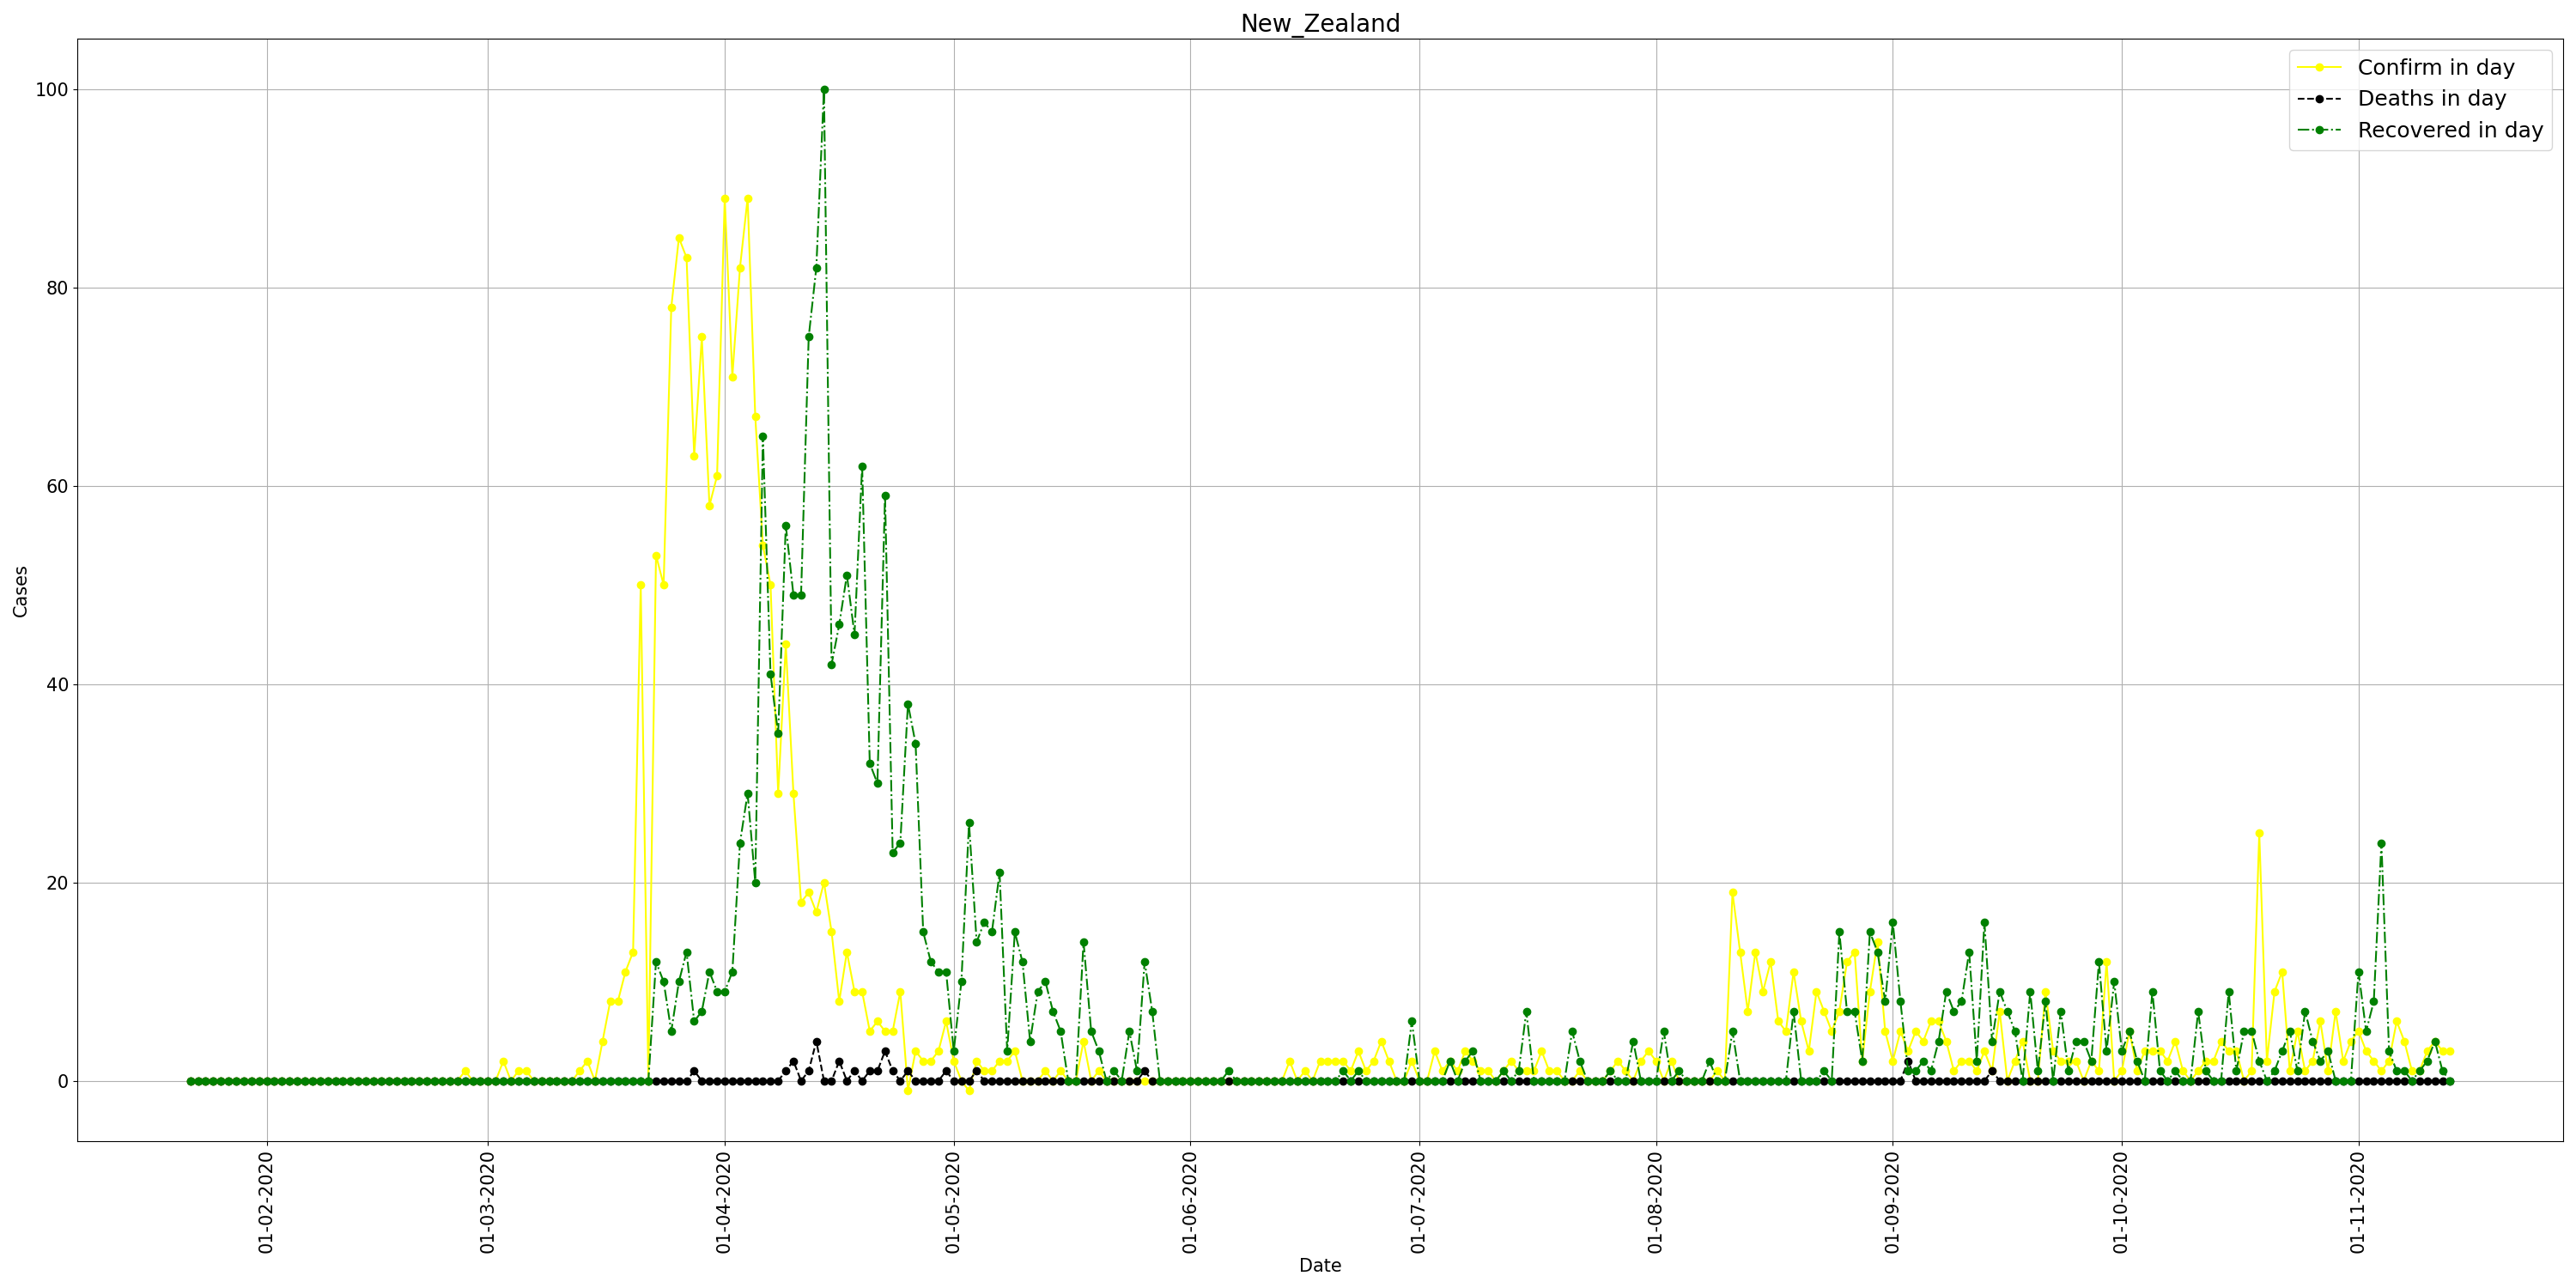 New_Zealand
Confirm in day
Deaths in day
Recovered in day
100
80
60
40
20
0
Cases
01-02-2020
01-03-2020
01-04-2020
01-05-2020
01-06-2020
01-07-2020
01-08-2020
01-09-2020
01-10-2020
01-11-2020
Date